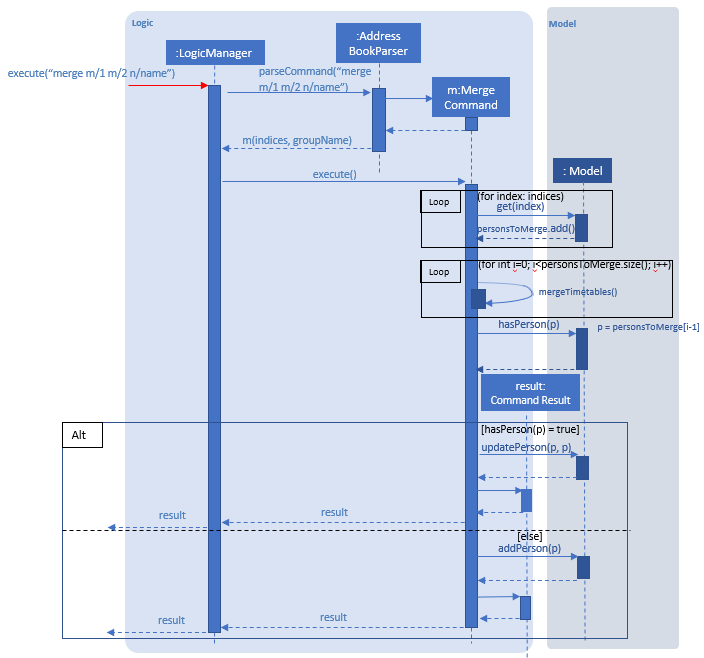 Logic
Model
:Address
BookParser
:LogicManager
execute(“merge m/1 m/2 n/name”)
parseCommand(“merge
m/1 m/2 n/name”)
m:Merge
Command
m(indices, groupName)
execute()
: Model
Loop
(for index: indices)
get(index)
personsToMerge.add()
Loop
(for int i=0; i<personsToMerge.size(); i++)
mergeTimetables()
hasPerson(p)
p = personsToMerge[i-1]
result:
Command Result
Alt
[hasPerson(p) = true]
updatePerson(p, p)
result
result
[else]
addPerson(p)
result
result